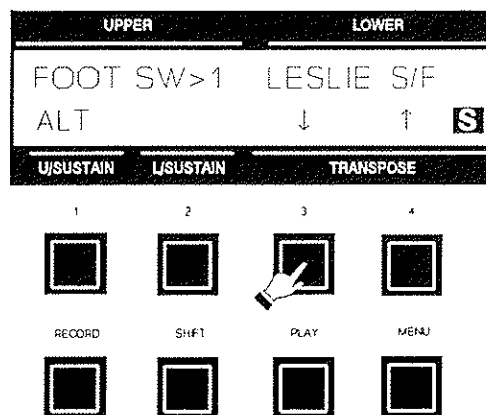 UPPER LOWER
FOOT SW>1 LESLIE S/F
ALT ↓ ↑ S
U/SUSTAIN L/SUSTAIN TRANSPOSE
1 2 3 4
RECORD SHIFT PLAY MENU